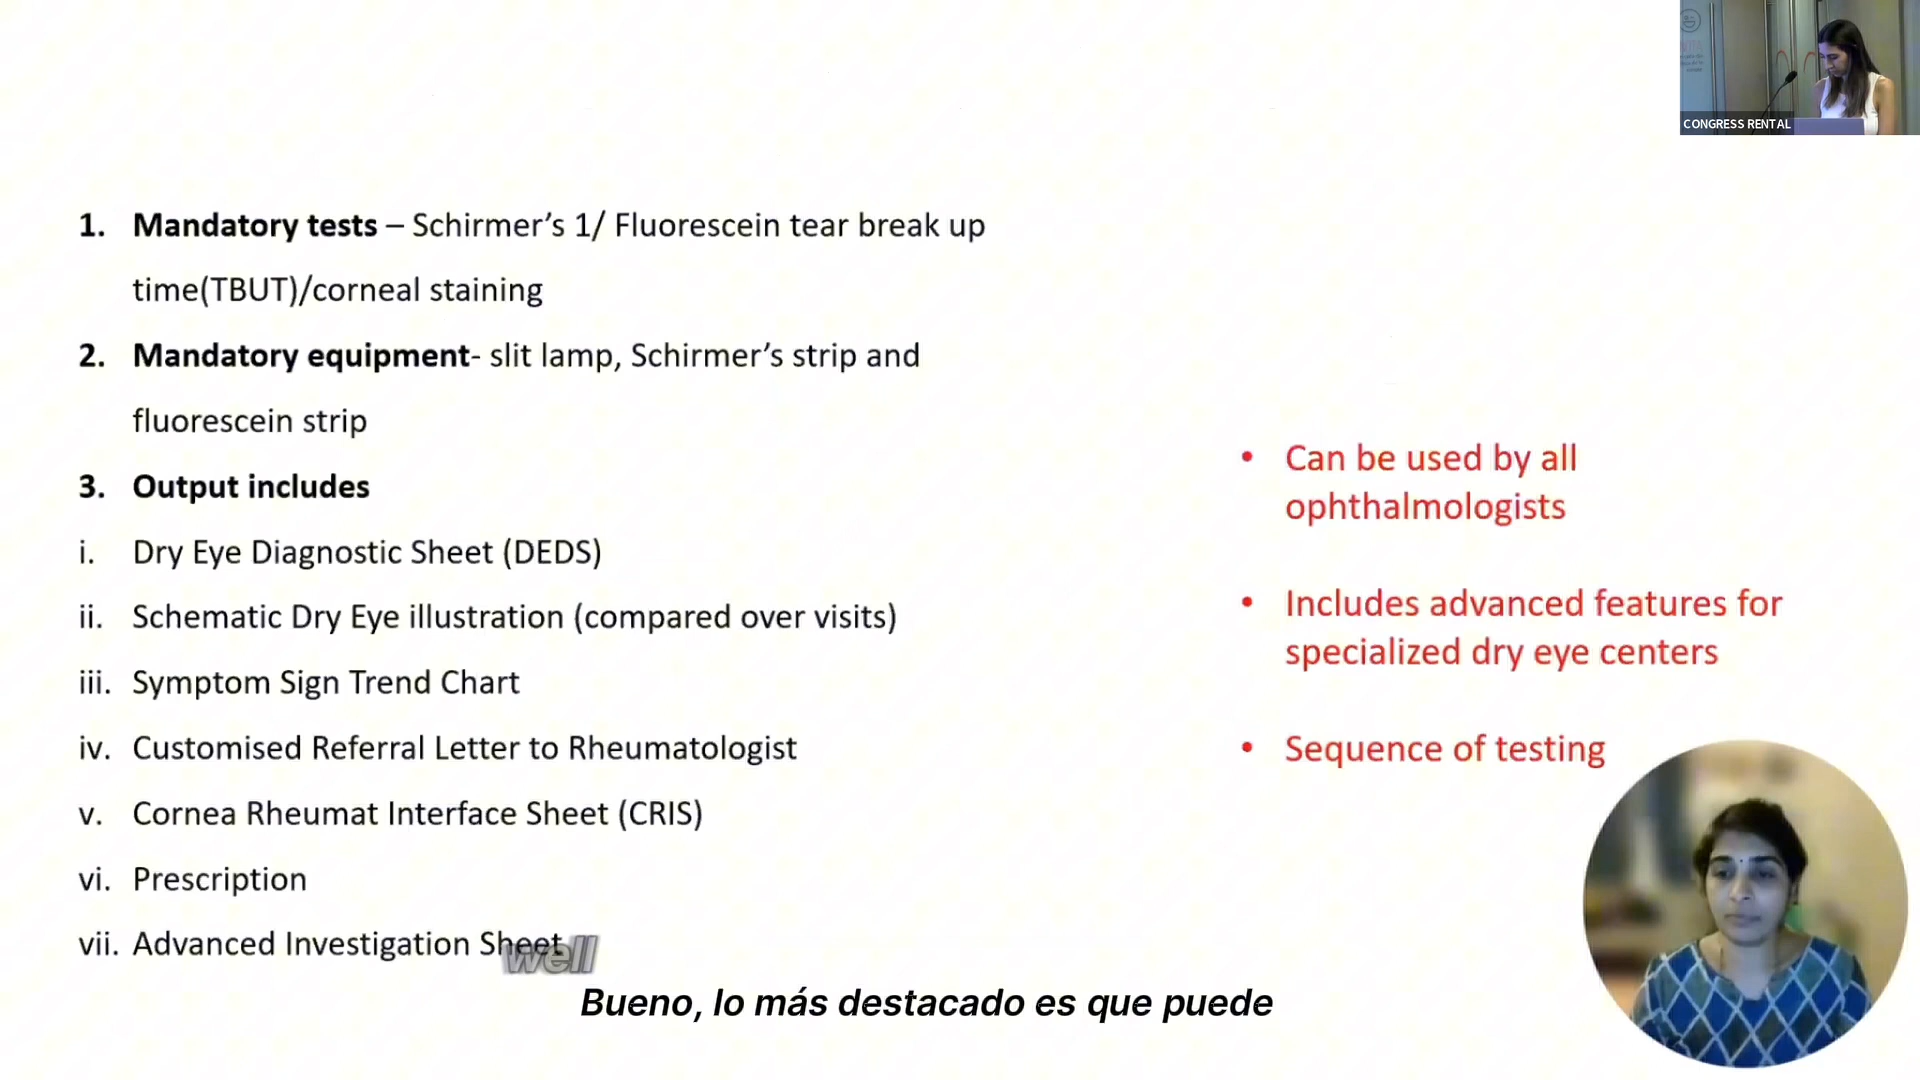 CONGRESS RENTAL
1. Mandatory tests – Schirmer’s 1/ Fluorescein tear break up
time(TBUT)/corneal staining
2. Mandatory equipment- slit lamp, Schirmer’s strip and
fluorescein strip
3. Output includes
i. Dry Eye Diagnostic Sheet (DEDS)
ii. Schematic Dry Eye illustration (compared over visits)
iii. Symptom Sign Trend Chart
iv. Customised Referral Letter to Rheumatologist
v. Cornea Rheumat Interface Sheet (CRIS)
vi. Prescription
vii. Advanced Investigation Sheet
• Can be used by all
ophthalmologists
• Includes advanced features for
specialized dry eye centers
• Sequence of testing
well
Bueno, lo más destacado es que puede